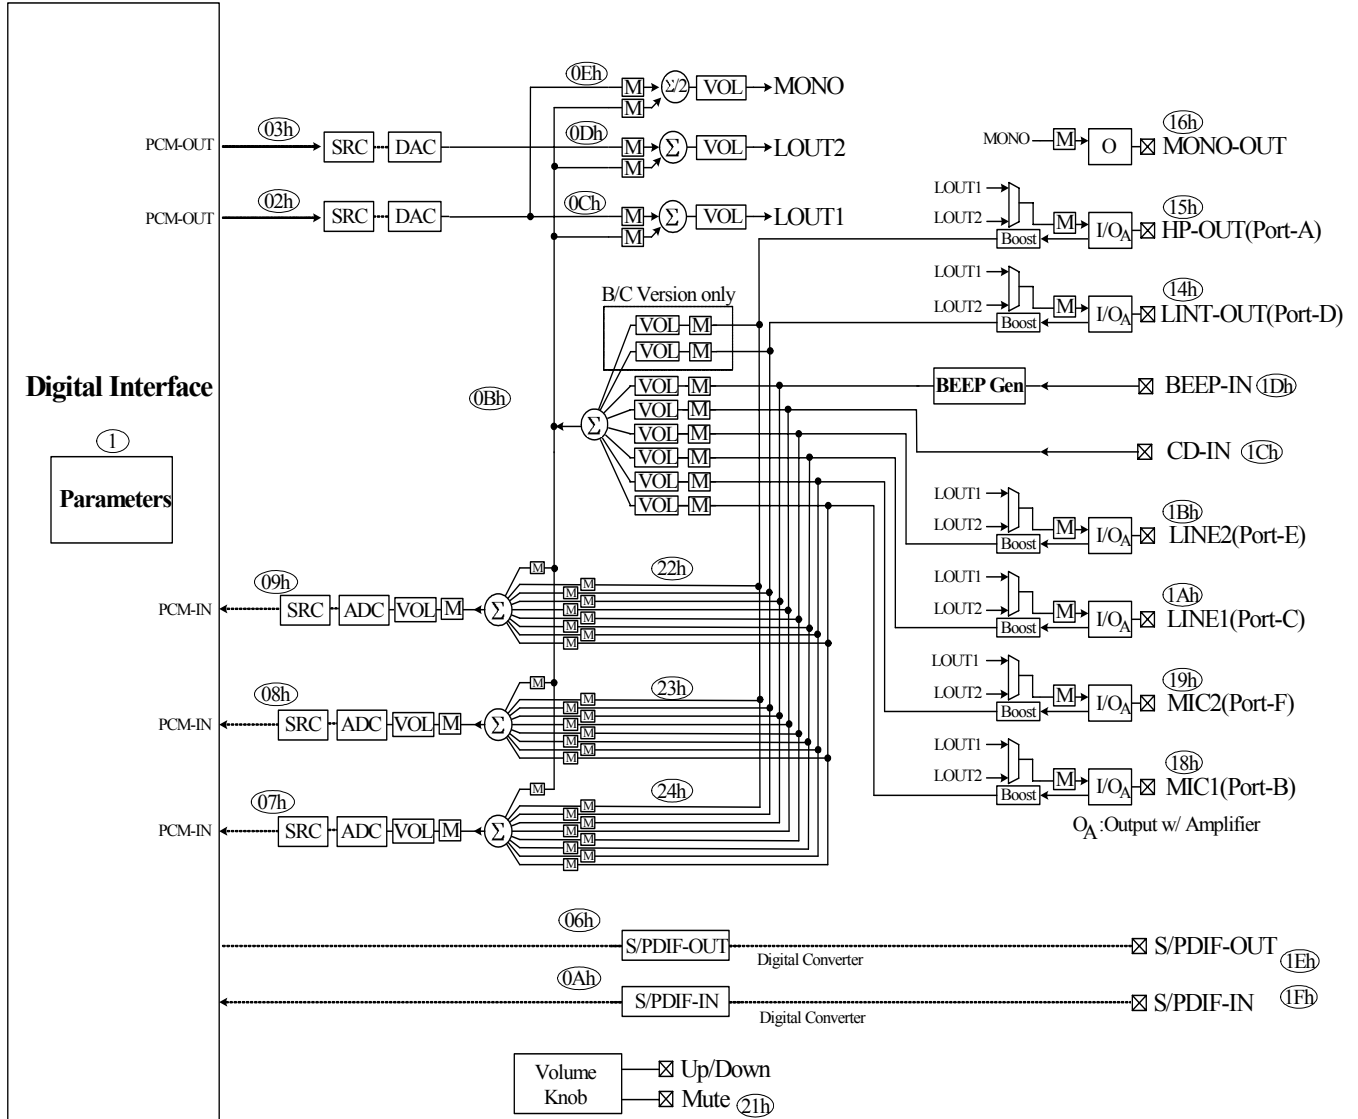 0Eh
M
Σ/2
VOL
MONO
M
03h
0Dh
PCM-OUT
SRC
DAC
M
Σ
VOL
LOUT2
M
02h
0Ch
PCM-OUT
SRC
DAC
M
Σ
VOL
LOUT1
M
16h
MONO
M
O
MONO-OUT
LOUT1
15h
LOUT2
M
I/OA
HP-OUT(Port-A)
Boost
LOUT1
14h
LOUT2
M
I/OA
LINT-OUT(Port-D)
Boost
B/C Version only
VOL M
VOL M
VOL M
VOL M
VOL M
VOL M
VOL M
VOL M
Σ
0Bh
BEEP Gen
BEEP-IN 1Dh
CD-IN 1Ch
LOUT1
1Bh
LOUT2
M
I/OA
LINE2(Port-E)
Boost
LOUT1
1Ah
LOUT2
M
I/OA
LINE1(Port-C)
Boost
LOUT1
19h
LOUT2
M
I/OA
MIC2(Port-F)
Boost
LOUT1
18h
LOUT2
M
I/OA
MIC1(Port-B)
Boost
OA :Output w/ Amplifier
Digital Interface
1
Parameters
09h
PCM-IN
SRC
ADC
VOL
M
Σ
M
22h
M
M
M
M
M
M
M
M
08h
PCM-IN
SRC
ADC
VOL
M
Σ
M
23h
M
M
M
M
M
M
M
M
07h
PCM-IN
SRC
ADC
VOL
M
Σ
M
24h
M
M
M
M
M
M
M
M
06h
S/PDIF-OUT
Digital Converter
S/PDIF-OUT
1Eh
0Ah
S/PDIF-IN
Digital Converter
S/PDIF-IN
1Fh
Volume
Knob
Up/Down
Mute 21h